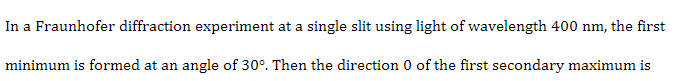 In a Fraunhofer diffraction experiment at a single slit using light of wavelength 400 nm, the first
minimum is formed at an angle of 30°. Then the direction 0 of the first secondary maximum is